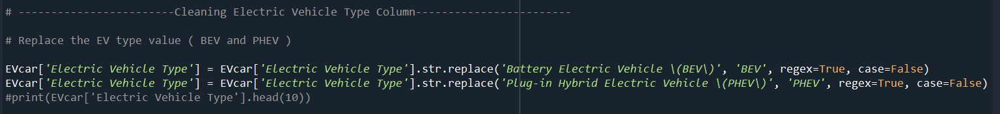 # ------------------------Cleaning Electric Vehicle Type Column------------------------
# Replace the EV type value ( BEV and PHEV )
EVcar['Electric Vehicle Type'] = EVcar['Electric Vehicle Type'].str.replace('Battery Electric Vehicle \(BEV\)', 'BEV', regex=True, case=False)
EVcar['Electric Vehicle Type'] = EVcar['Electric Vehicle Type'].str.replace('Plug-in Hybrid Electric Vehicle \(PHEV\)', 'PHEV', regex=True, case=False)
#print(EVcar['Electric Vehicle Type'].head(10))